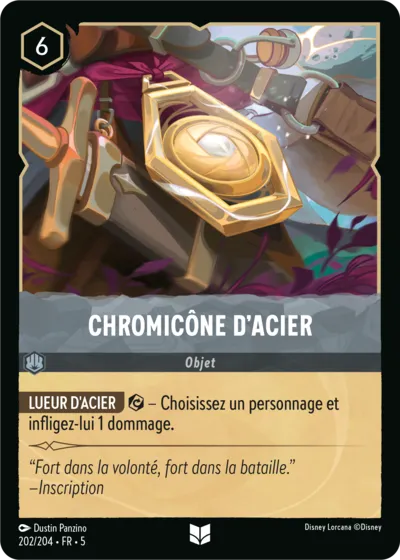 6
CHROMICÔNE D'ACIER
Objet
LUEUR D'ACIER – Choisissez un personnage et
infligez-lui 1 dommage.
“Fort dans la volonté, fort dans la bataille.”
–Inscription
Dustin Panzino
202/204 • FR • 5
Disney Lorcana ©Disney